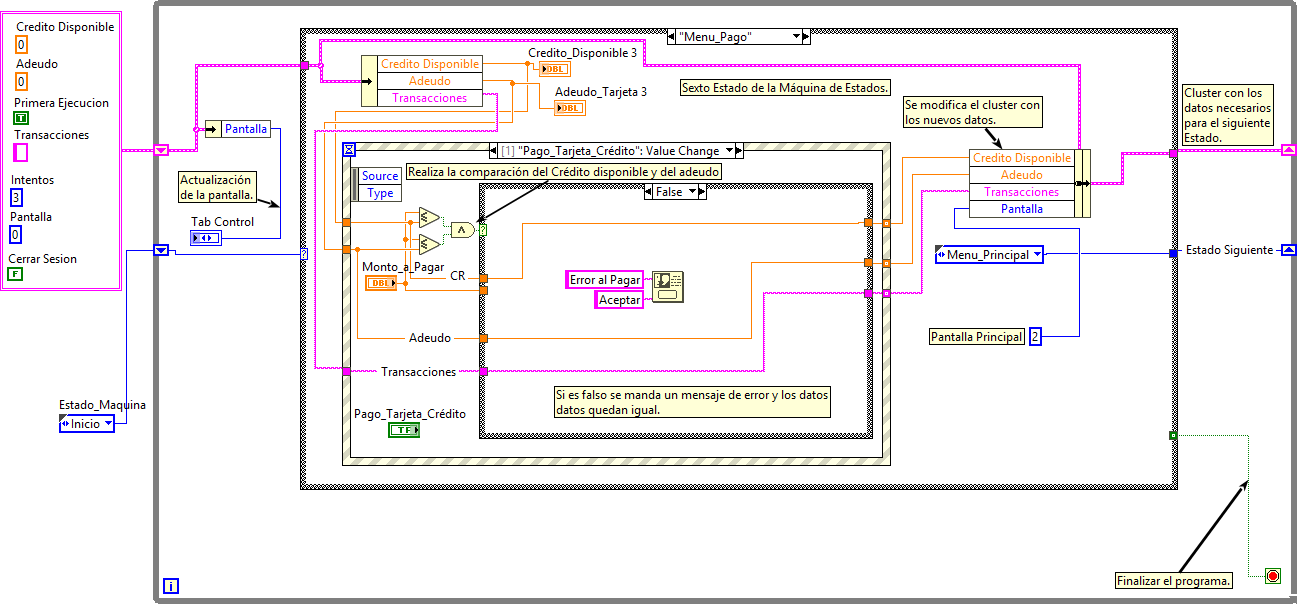 Credito Disponible
0
Adeudo
0
Primera Ejecucion
T
Transacciones
Intentos
3
Pantalla
0
Cerrar Sesion
F
Estado_Maquina
Inicio
Pantalla
Actualización
de la pantalla.
Tab Control
"Menu_Pago"
Credito Disponible
Adeudo
Transacciones
Credito_Disponible 3
DBL
Adeudo_Tarjeta 3
DBL
Sexto Estado de la Máquina de Estados.
[1] "Pago_Tarjeta_Crédito": Value Change
Source
Type
Realiza la comparación del Crédito disponible y del adeudo
False
Monto_a_Pagar
DBL
CR
Error al Pagar
Aceptar
Adeudo
Transacciones
Si es falso se manda un mensaje de error y los datos
datos quedan igual.
Pago_Tarjeta_Crédito
TF
Se modifica el cluster con
los nuevos datos.
Credito Disponible
Adeudo
Transacciones
Pantalla
Menu_Principal
Pantalla Principal
2
Cluster con los
datos necesarios
para el siguiente
Estado.
Estado Siguiente
Finalizar el programa.
i